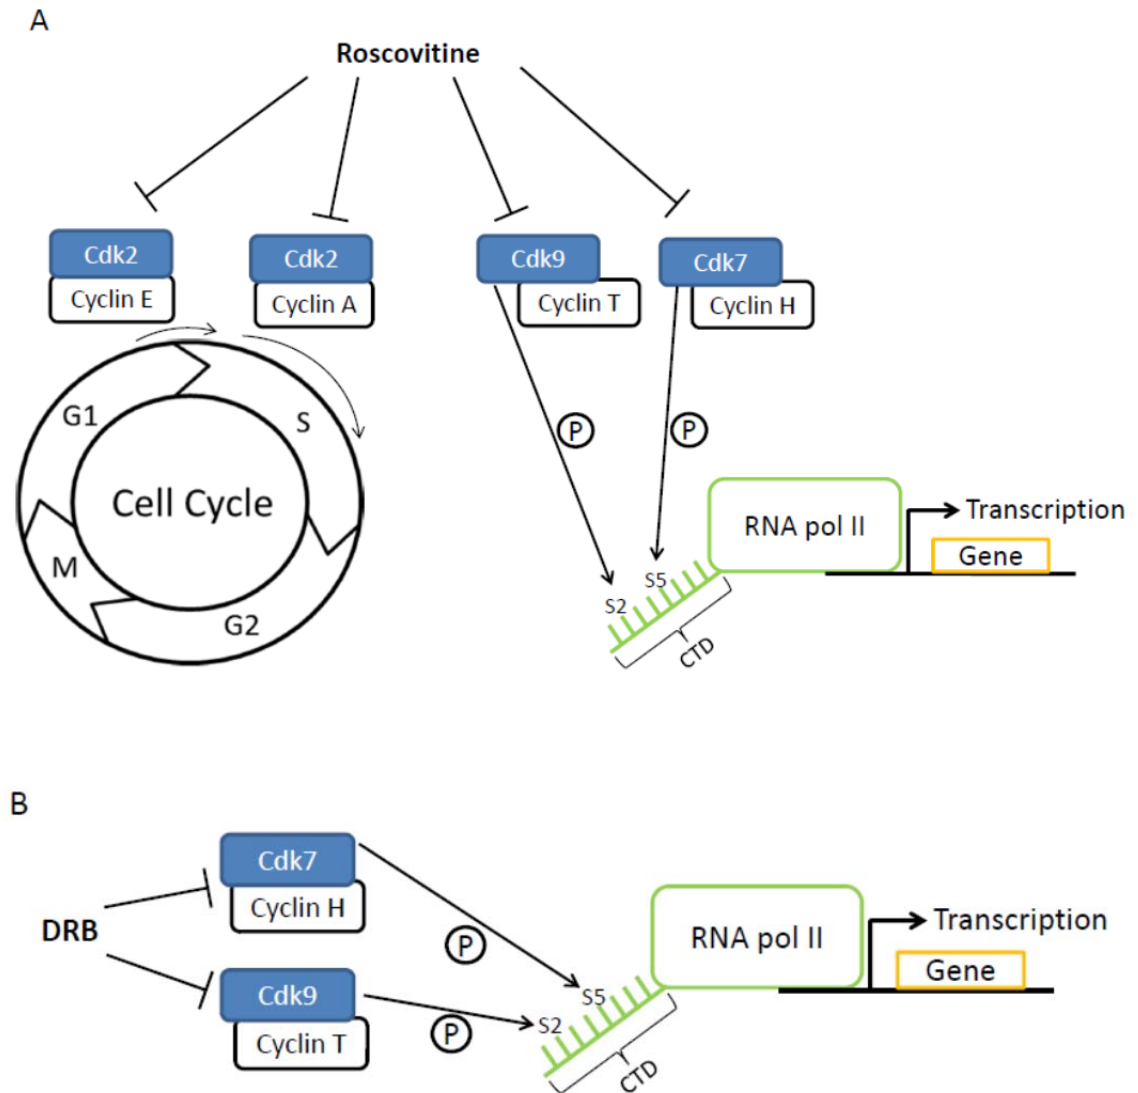 A
Roscovitine
Cdk2
Cyclin E
Cdk2
Cyclin A
Cdk9
Cyclin T
Cdk7
Cyclin H
P
P
G1
S
Cell Cycle
M
G2
RNA pol II
Transcription
Gene
S5
S2
CTD
B
Cdk7
Cyclin H
DRB
Cdk9
Cyclin T
P
P
S5
S2
RNA pol II
Transcription
Gene
CTD